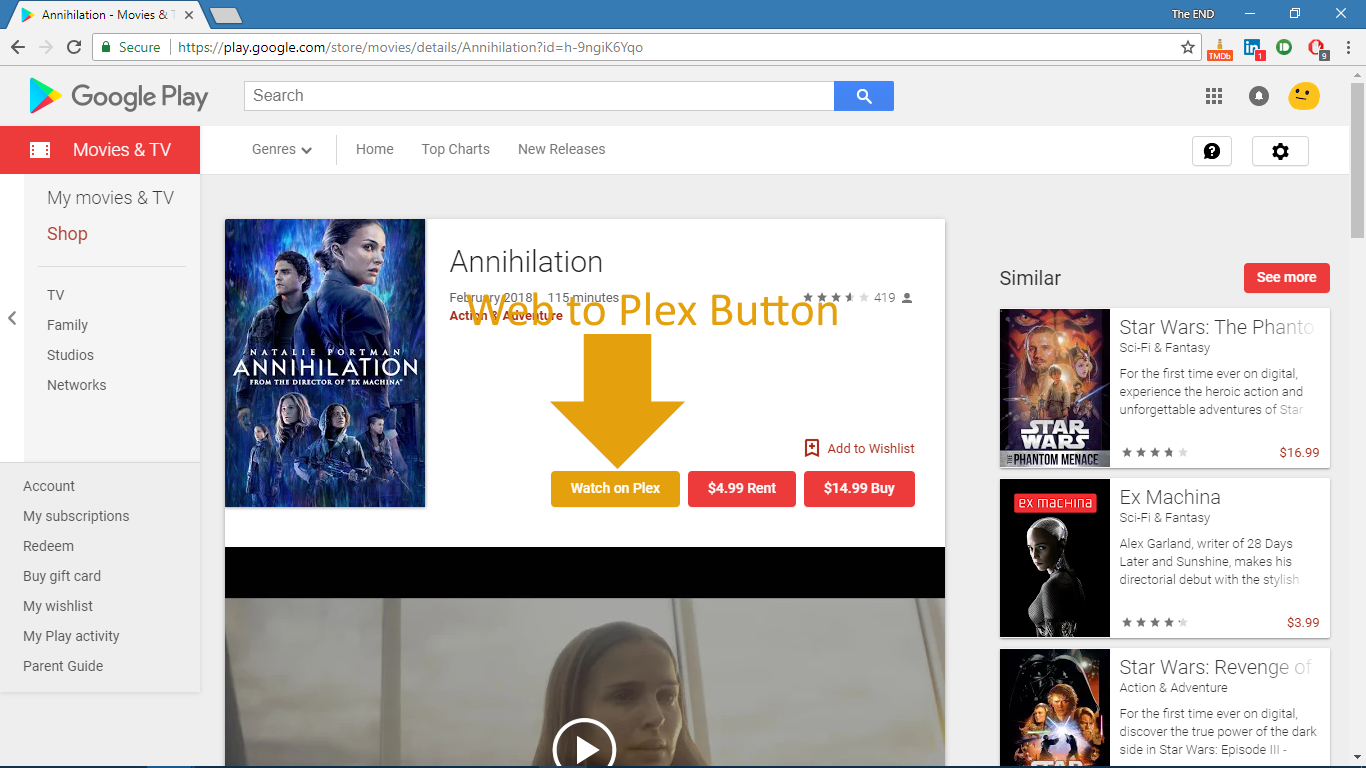 Annihilation - Movies & T
The END
Secure
https://play.google.com/store/movies/details/Annihilation?id=h-9ngiK6Yqo
TMDb
in
1
9
Google Play
Search
Movies & TV
Genres
Home
Top Charts
New Releases
My movies & TV
Shop
TV
Family
Studios
Networks
Account
My subscriptions
Redeem
Buy gift card
My wishlist
My Play activity
Parent Guide
NATALIE PORTMAN
ANNIHILATION
FROM THE DIRECTOR OF "EX MACHINA"
Annihilation
February 2018 115 minutes
419
Action & Adventure
Web to Plex Button
Add to Wishlist
Watch on Plex
$4.99 Rent
$14.99 Buy
Similar
See more
STAR WARS
THE PHANTOM MENACE
Star Wars: The Phanto
Sci-Fi & Fantasy
For the first time ever on digital,
experience the heroic action and
unforgettable adventures of Star
$16.99
ex machina
Ex Machina
Sci-Fi & Fantasy
Alex Garland, writer of 28 Days
Later and Sunshine, makes his
directorial debut with the stylish
$3.99
Star Wars: Revenge of
Action & Adventure
For the first time ever on digital,
discover the true power of the dark
side in Star Wars: Episode III -